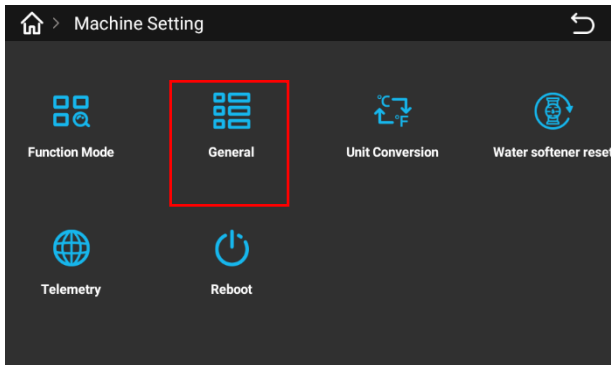 > Machine Setting
°C
°F
Function Mode
General
Unit Conversion
Water softener reset
Telemetry
Reboot